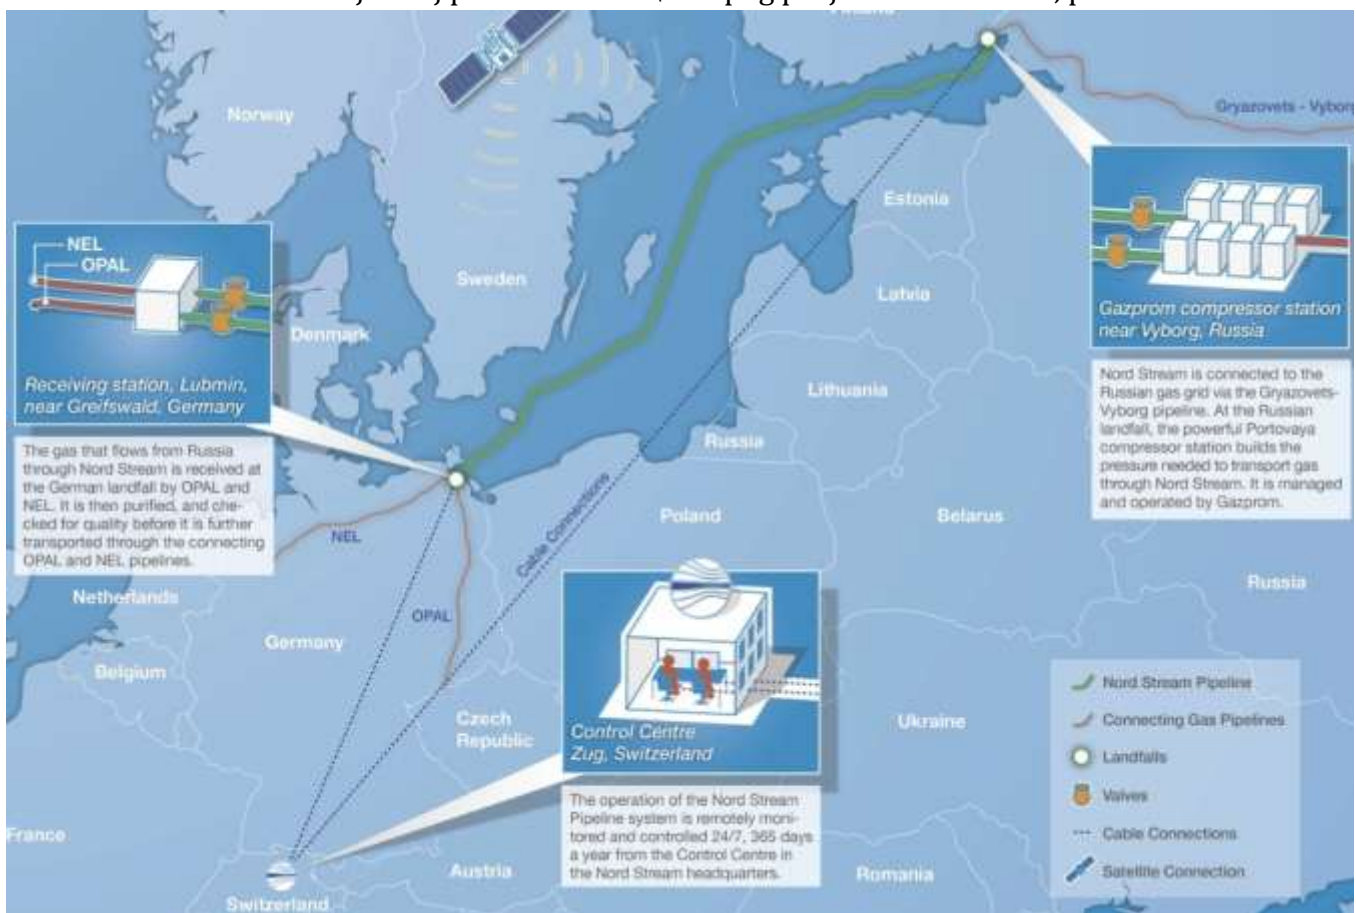 Norway
Gryazovets - Vyborg
Estonia
NEL
OPAL
Sweden
Latvia
Denmark
Gazprom compressor station
near Vyborg, Russia
Receiving station, Lubmin,
near Greifswald, Germany
Lithuania
Nord Stream is connected to the
Russian gas grid via the Gryazovets-
Vyborg pipeline. At the Russian
landfall, the powerful Portovaya
compressor station builds the
pressure needed to transport gas
through Nord Stream. It is managed
and operated by Gazprom.
Russia
The gas that flows from Russia
through Nord Stream is received at
the German landfall by OPAL and
NEL. It is then purified, and che-
cked for quality before it is further
transported through the connecting
OPAL and NEL pipelines.
Cable Connections
Poland
Belarus
NEL
Russia
Netherlands
OPAL
Germany
Belgium
Nord Stream Pipeline
Czech
Republic
Connecting Gas Pipelines
Ukraine
Control Centre
Zug, Switzerland
Landfalls
Valves
The operation of the Nord Stream
Pipeline system is remotely moni-
tored and controlled 24/7, 365 days
a year from the Control Centre in
the Nord Stream headquarters.
France
Cable Connections
Austria
Romania
Satellite Connection
Switzerland